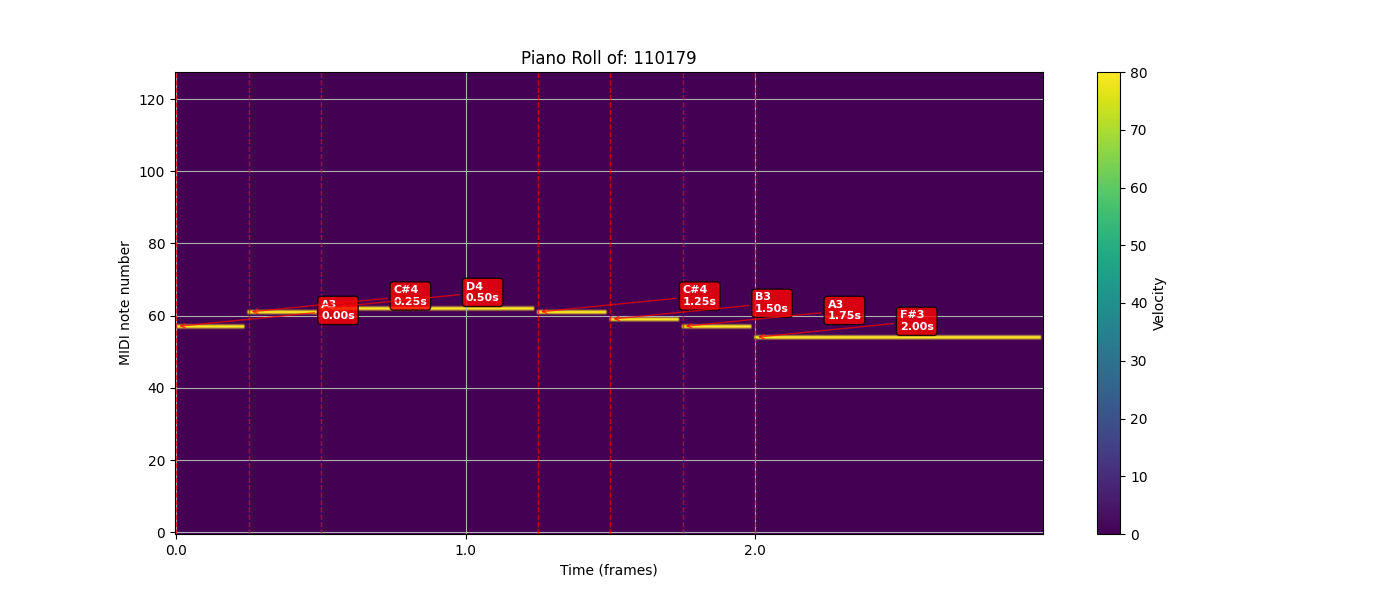 Piano Roll of: 110179
MIDI note number
120
100
80
60
40
20
0
A3
0.00s
C#4
0.25s
D4
0.50s
C#4
1.25s
B3
1.50s
A3
1.75s
F#3
2.00s
0.0
1.0
2.0
Time (frames)
80
70
60
50
40
30
20
10
0
Velocity